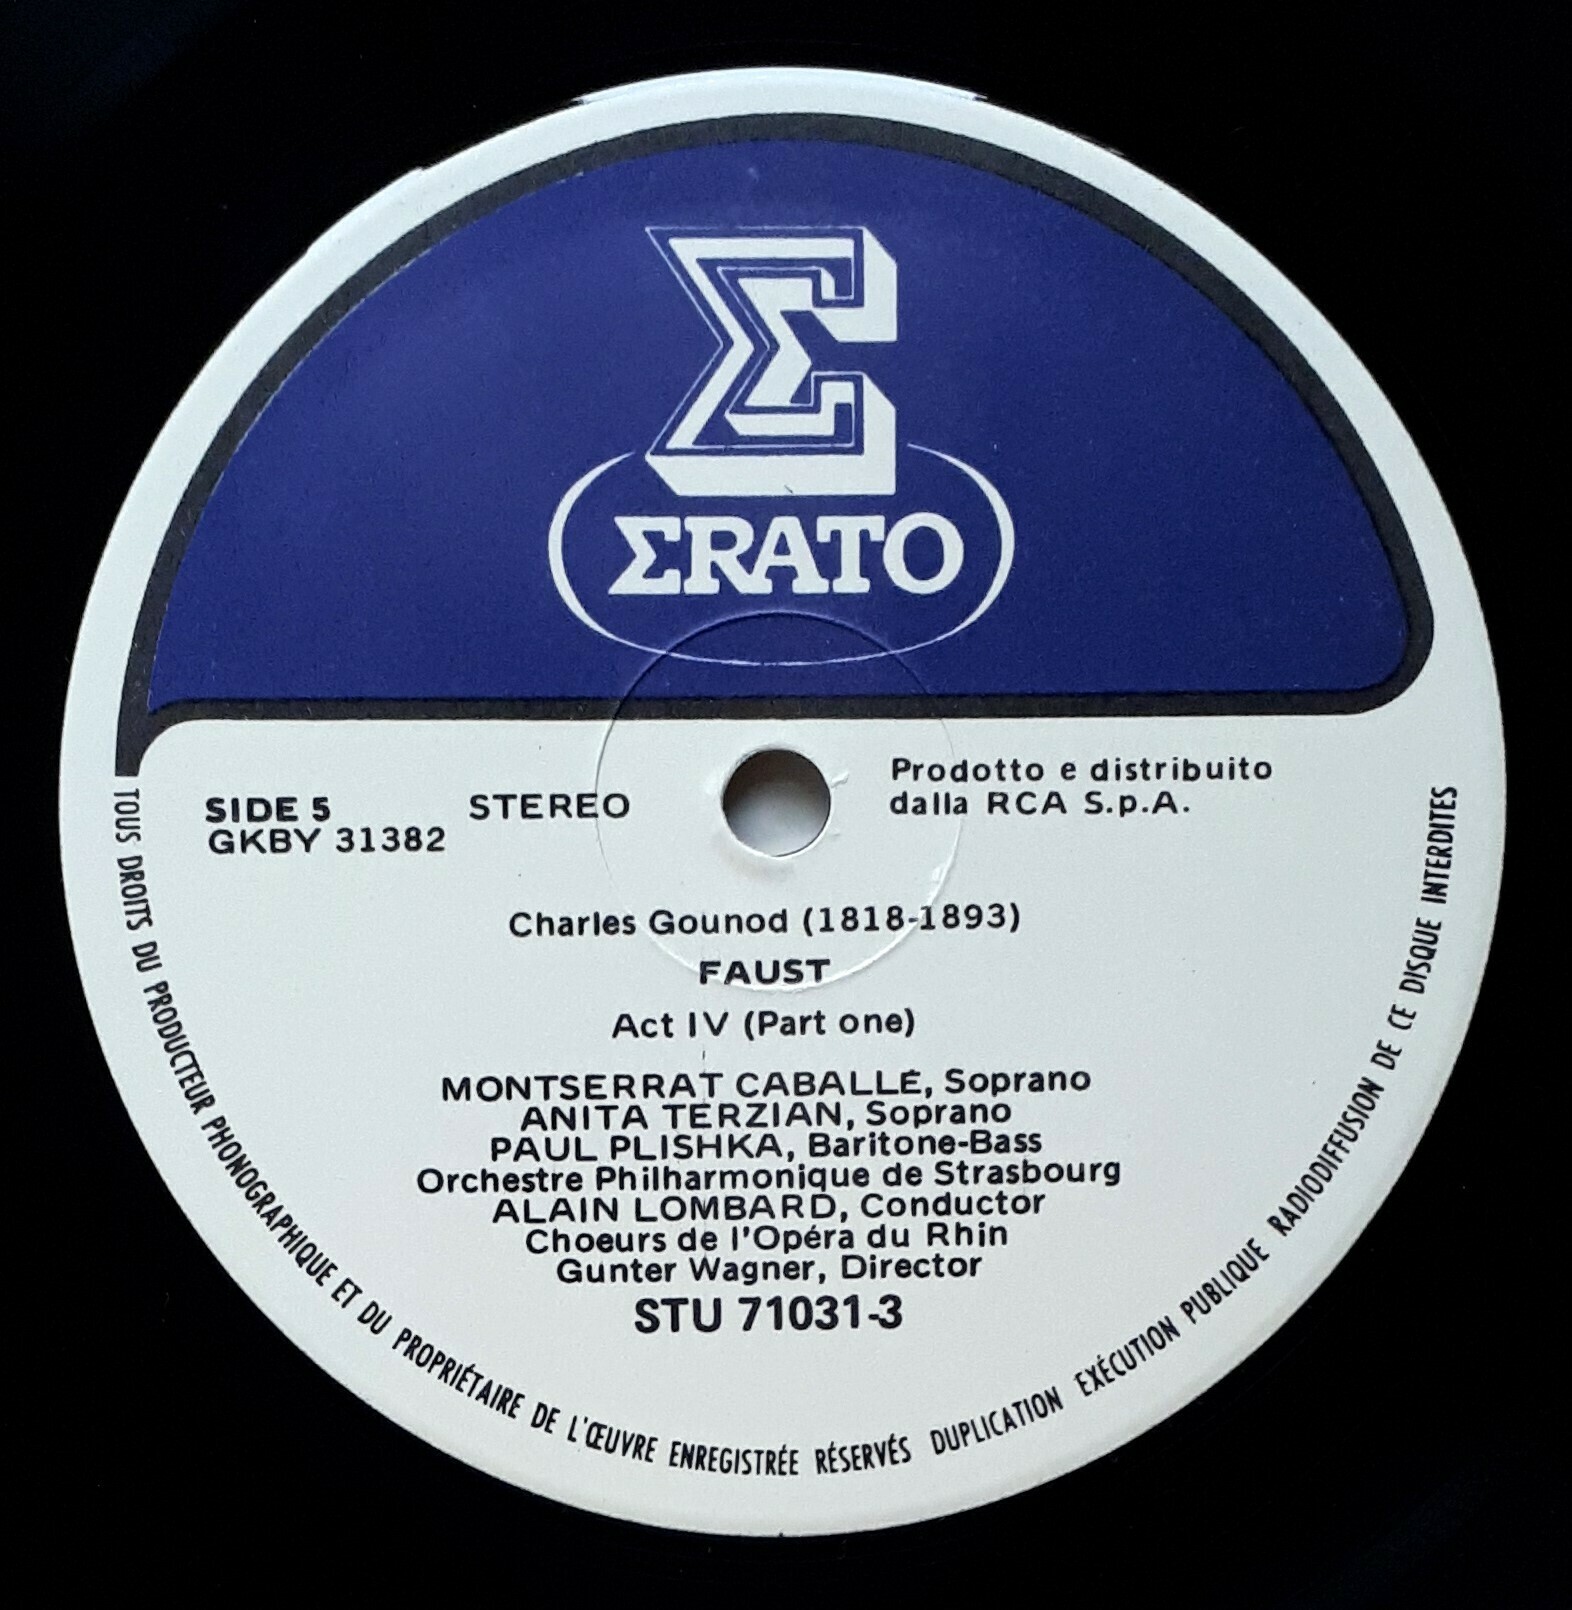 Σ
ΣRATO
SIDE 5
GKBY 31382
STEREO
Prodotto e distribuito
dalla RCA S.p.A.
Charles Gounod (1818-1893)
FAUST
Act IV (Part one)
MONTSERRAT CABALLÉ, Soprano
ANITA TERZIAN, Soprano
PAUL PLISHKA, Baritone-Bass
Orchestre Philharmonique de Strasbourg
ALAIN LOMBARD, Conductor
Choeurs de l'Opéra du Rhin
Gunter Wagner, Director
STU 71031-3
TOUS DROITS DU PRODUCTEUR PHONOGRAPHIQUE ET DU PROPRIÉTAIRE DE L'ŒUVRE ENREGISTRÉE RÉSERVÉS DUPLICATION EXÉCUTION PUBLIQUE RADIODIFFUSION DE CE DISQUE INTERDITES